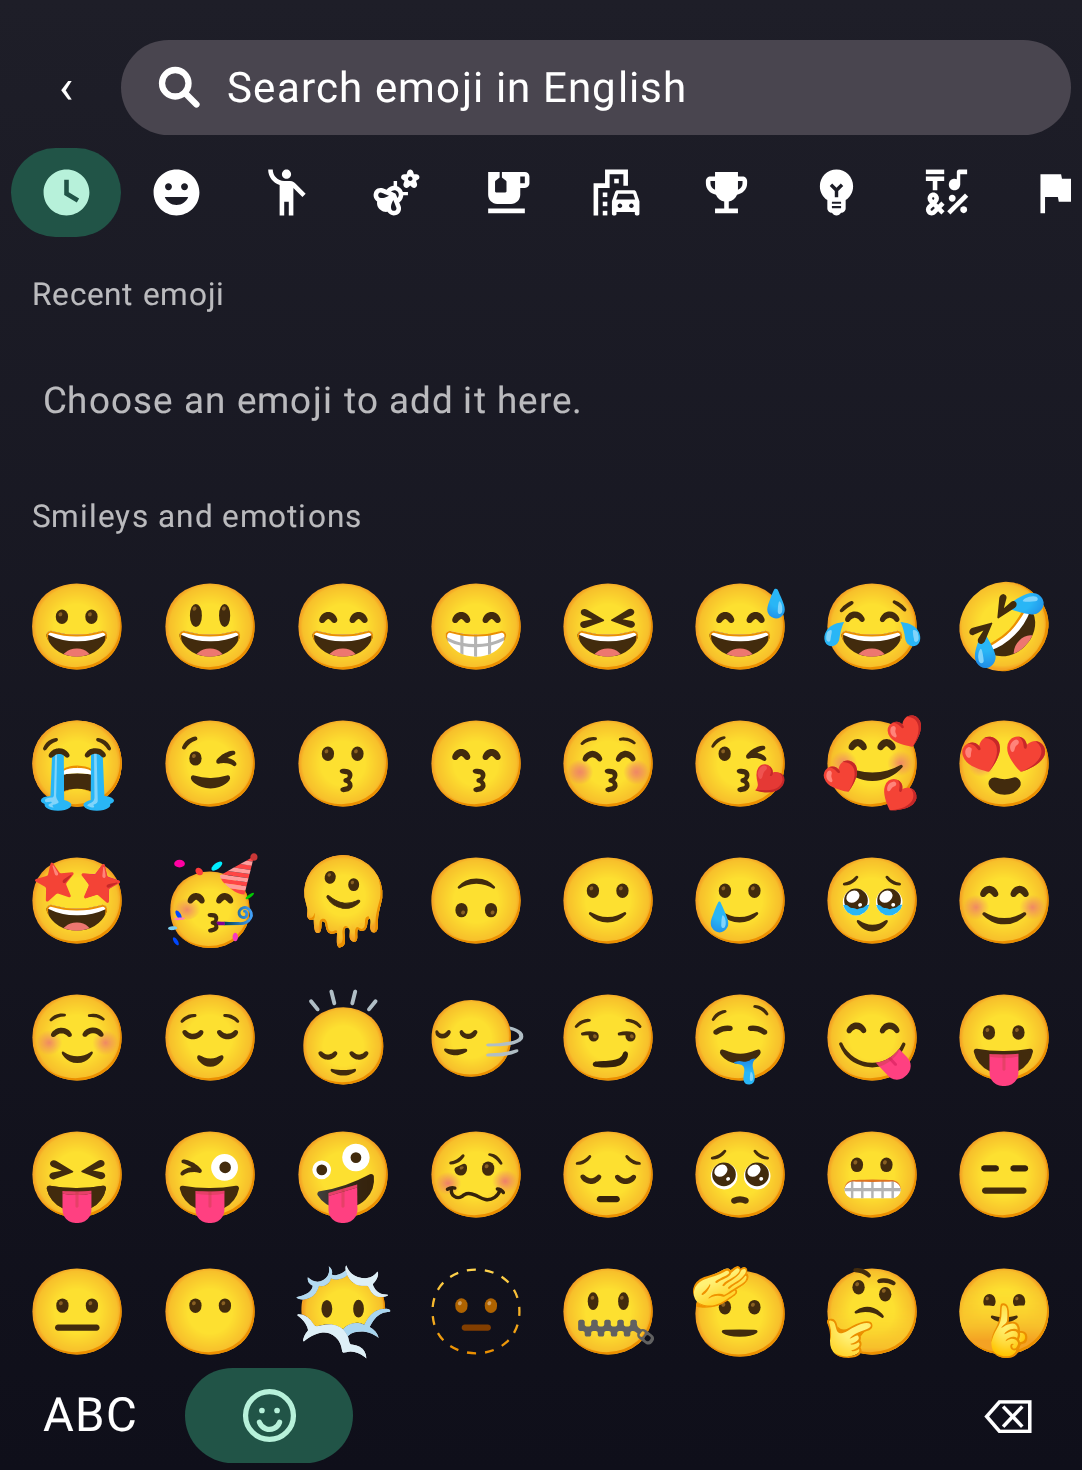 Search emoji in English
Recent emoji
Choose an emoji to add it here.
Smileys and emotions
ABC